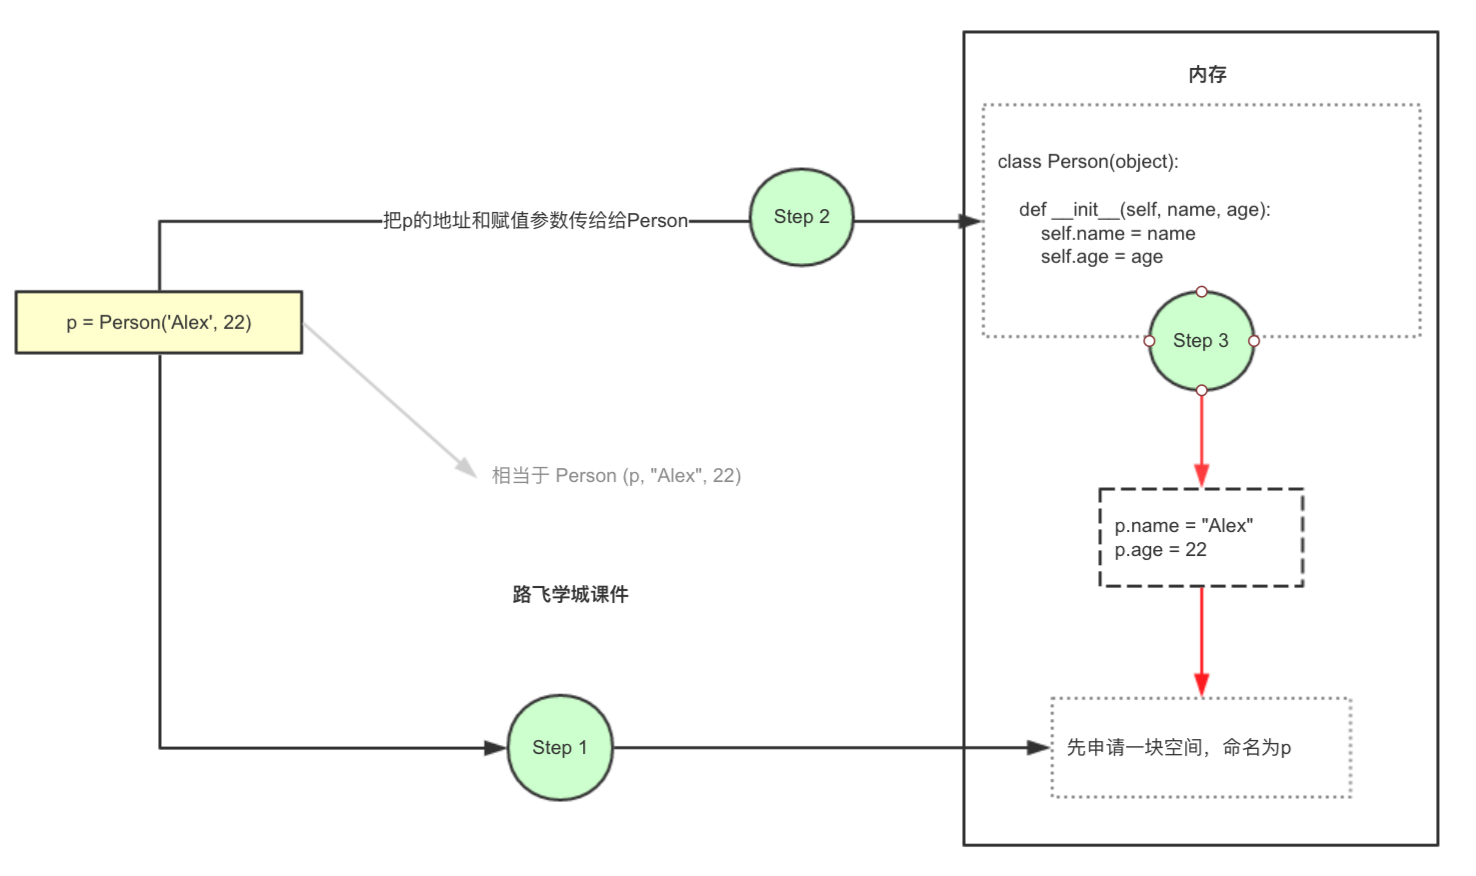 内存
class Person(object):
def __init__(self, name, age):
self.name = name
self.age = age
把p的地址和赋值参数传给给Person
Step 2
p = Person('Alex', 22)
Step 3
相当于 Person (p, "Alex", 22)
p.name = "Alex"
p.age = 22
路飞学城课件
Step 1
先申请一块空间，命名为p